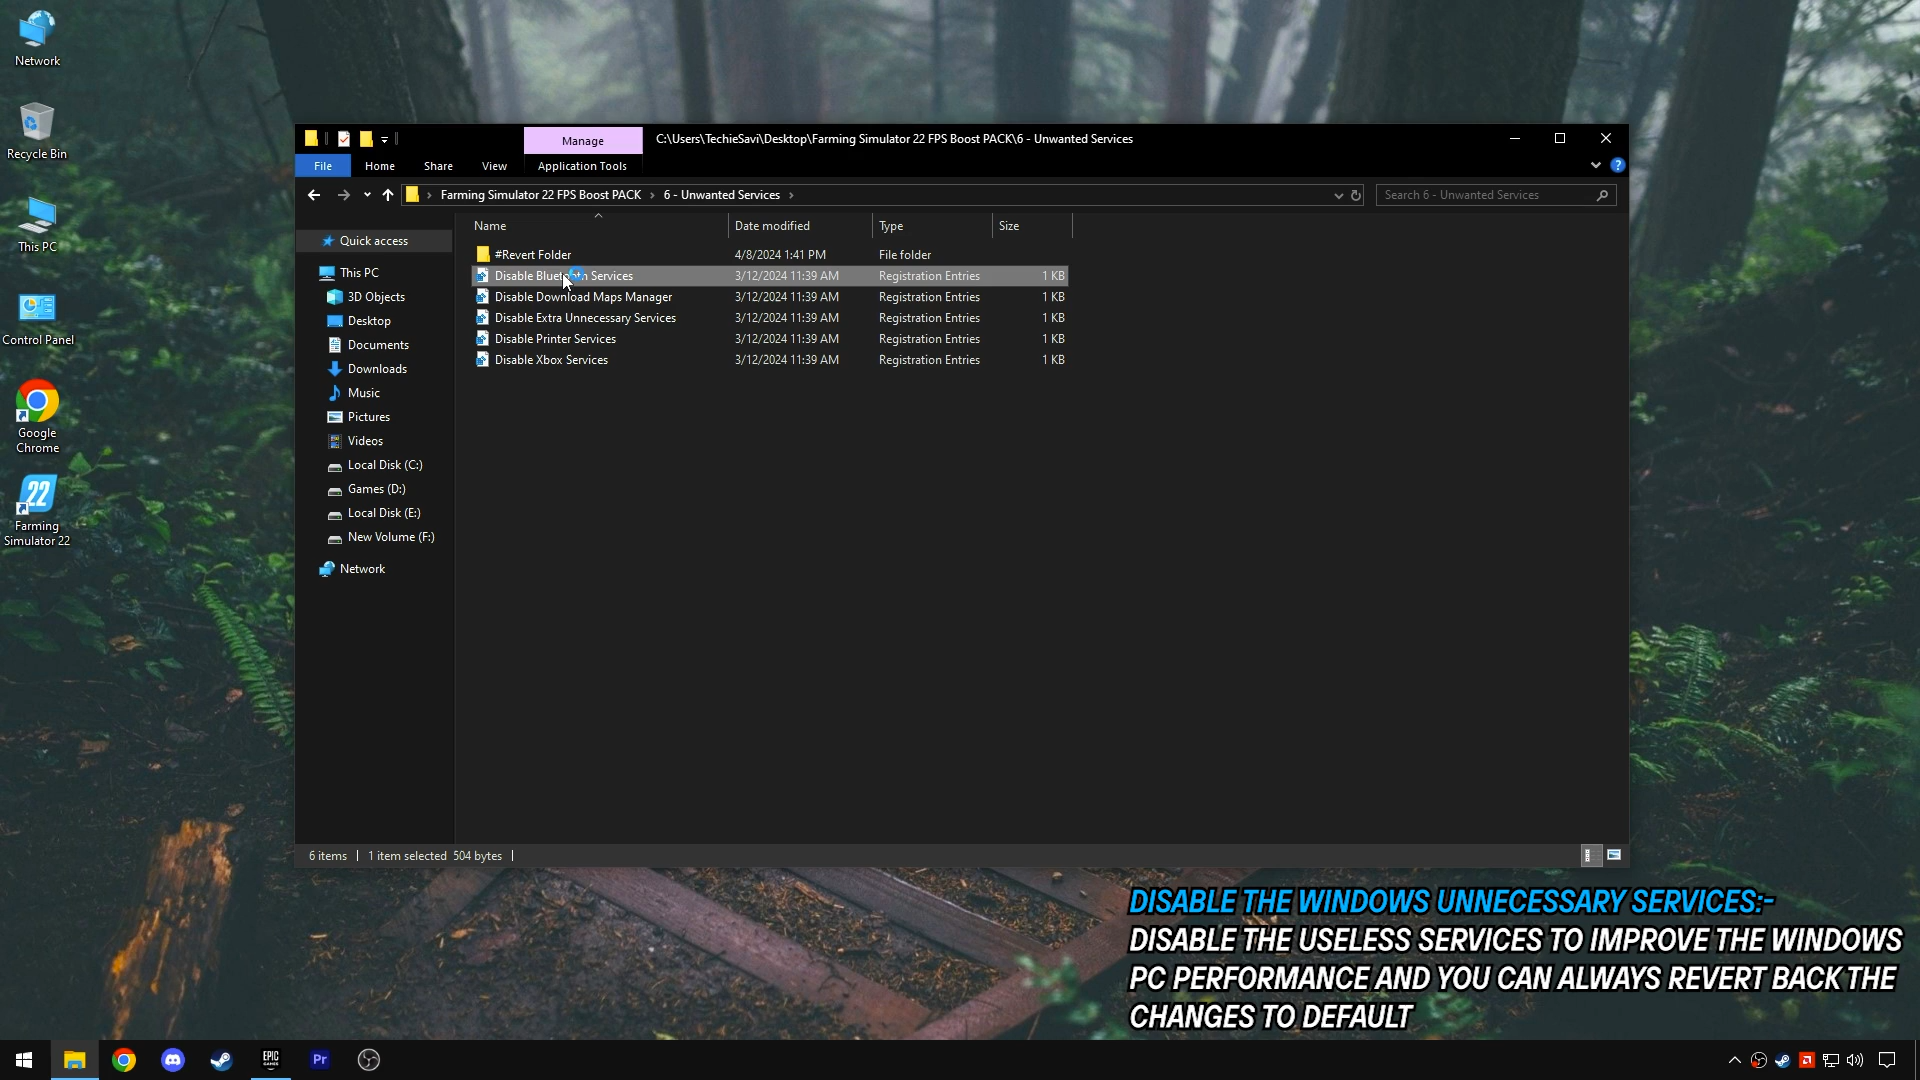 Network
Recycle Bin
This PC
Control Panel
Google
Chrome
22
Farming
Simulator 22
Manage
C:\Users\TechieSavi\Desktop\Farming Simulator 22 FPS Boost PACK\6 - Unwanted Services
File Home Share View Application Tools
Farming Simulator 22 FPS Boost PACK > 6 - Unwanted Services >
Search 6 - Unwanted Services
Name Date modified Type Size
Quick access
This PC
3D Objects
Desktop
Documents
Downloads
Music
Pictures
Videos
Local Disk (C:)
Games (D:)
Local Disk (E:)
New Volume (F:)
Network
#Revert Folder 4/8/2024 1:41 PM File folder
Disable Bluetooth Services 3/12/2024 11:39 AM Registration Entries 1 KB
Disable Download Maps Manager 3/12/2024 11:39 AM Registration Entries 1 KB
Disable Extra Unnecessary Services 3/12/2024 11:39 AM Registration Entries 1 KB
Disable Printer Services 3/12/2024 11:39 AM Registration Entries 1 KB
Disable Xbox Services 3/12/2024 11:39 AM Registration Entries 1 KB
6 items | 1 item selected 504 bytes |
DISABLE THE WINDOWS UNNECESSARY SERVICES:-
DISABLE THE USELESS SERVICES TO IMPROVE THE WINDOWS
PC PERFORMANCE AND YOU CAN ALWAYS REVERT BACK THE
CHANGES TO DEFAULT
EPIC
GAMES
Pr